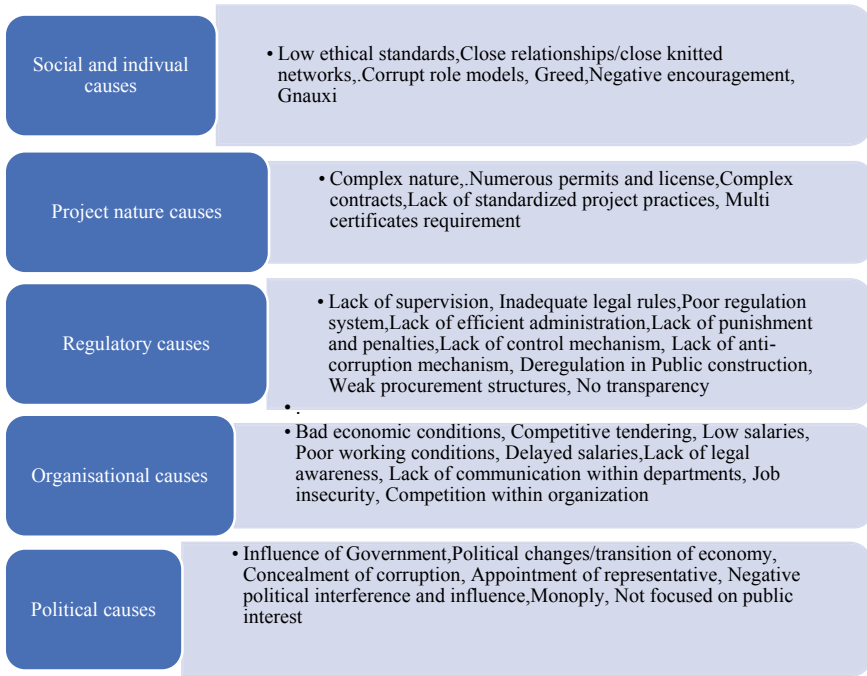 Social and indivual
causes
• Low ethical standards,Close relationships/close knitted
networks,.Corrupt role models, Greed,Negative encouragement,
Gnauxi
Project nature causes
• Complex nature,.Numerous permits and license,Complex
contracts,Lack of standardized project practices, Multi
certificates requirement
Regulatory causes
• Lack of supervision, Inadequate legal rules,Poor regulation
system,Lack of efficient administration,Lack of punishment
and penalties,Lack of control mechanism, Lack of anti-
corruption mechanism, Deregulation in Public construction,
Weak procurement structures, No transparency
• .
Organisational causes
• Bad economic conditions, Competitive tendering, Low salaries,
Poor working conditions, Delayed salaries,Lack of legal
awareness, Lack of communication within departments, Job
insecurity, Competition within organization
Political causes
• Influence of Government,Political changes/transition of economy,
Concealment of corruption, Appointment of representative, Negative
political interference and influence,Monoply, Not focused on public
interest